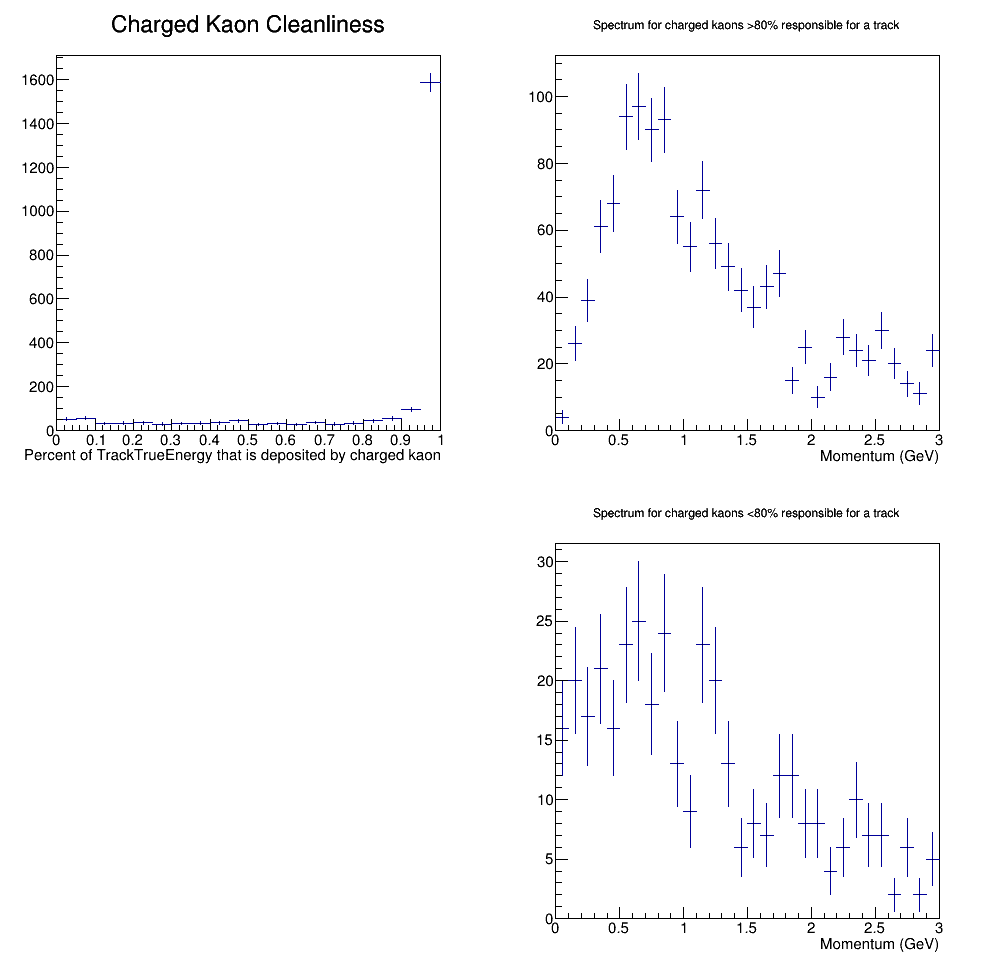 Charged Kaon Cleanliness
1600
1400
1200
1000
800
600
400
200
0
0 0.1 0.2 0.3 0.4 0.5 0.6 0.7 0.8 0.9 1
Percent of TrackTrueEnergy that is deposited by charged kaon
Spectrum for charged kaons >80% responsible for a track
100
80
60
40
20
0
0 0.5 1 1.5 2 2.5 3
Momentum (GeV)
Spectrum for charged kaons <80% responsible for a track
30
25
20
15
10
5
0
0 0.5 1 1.5 2 2.5 3
Momentum (GeV)